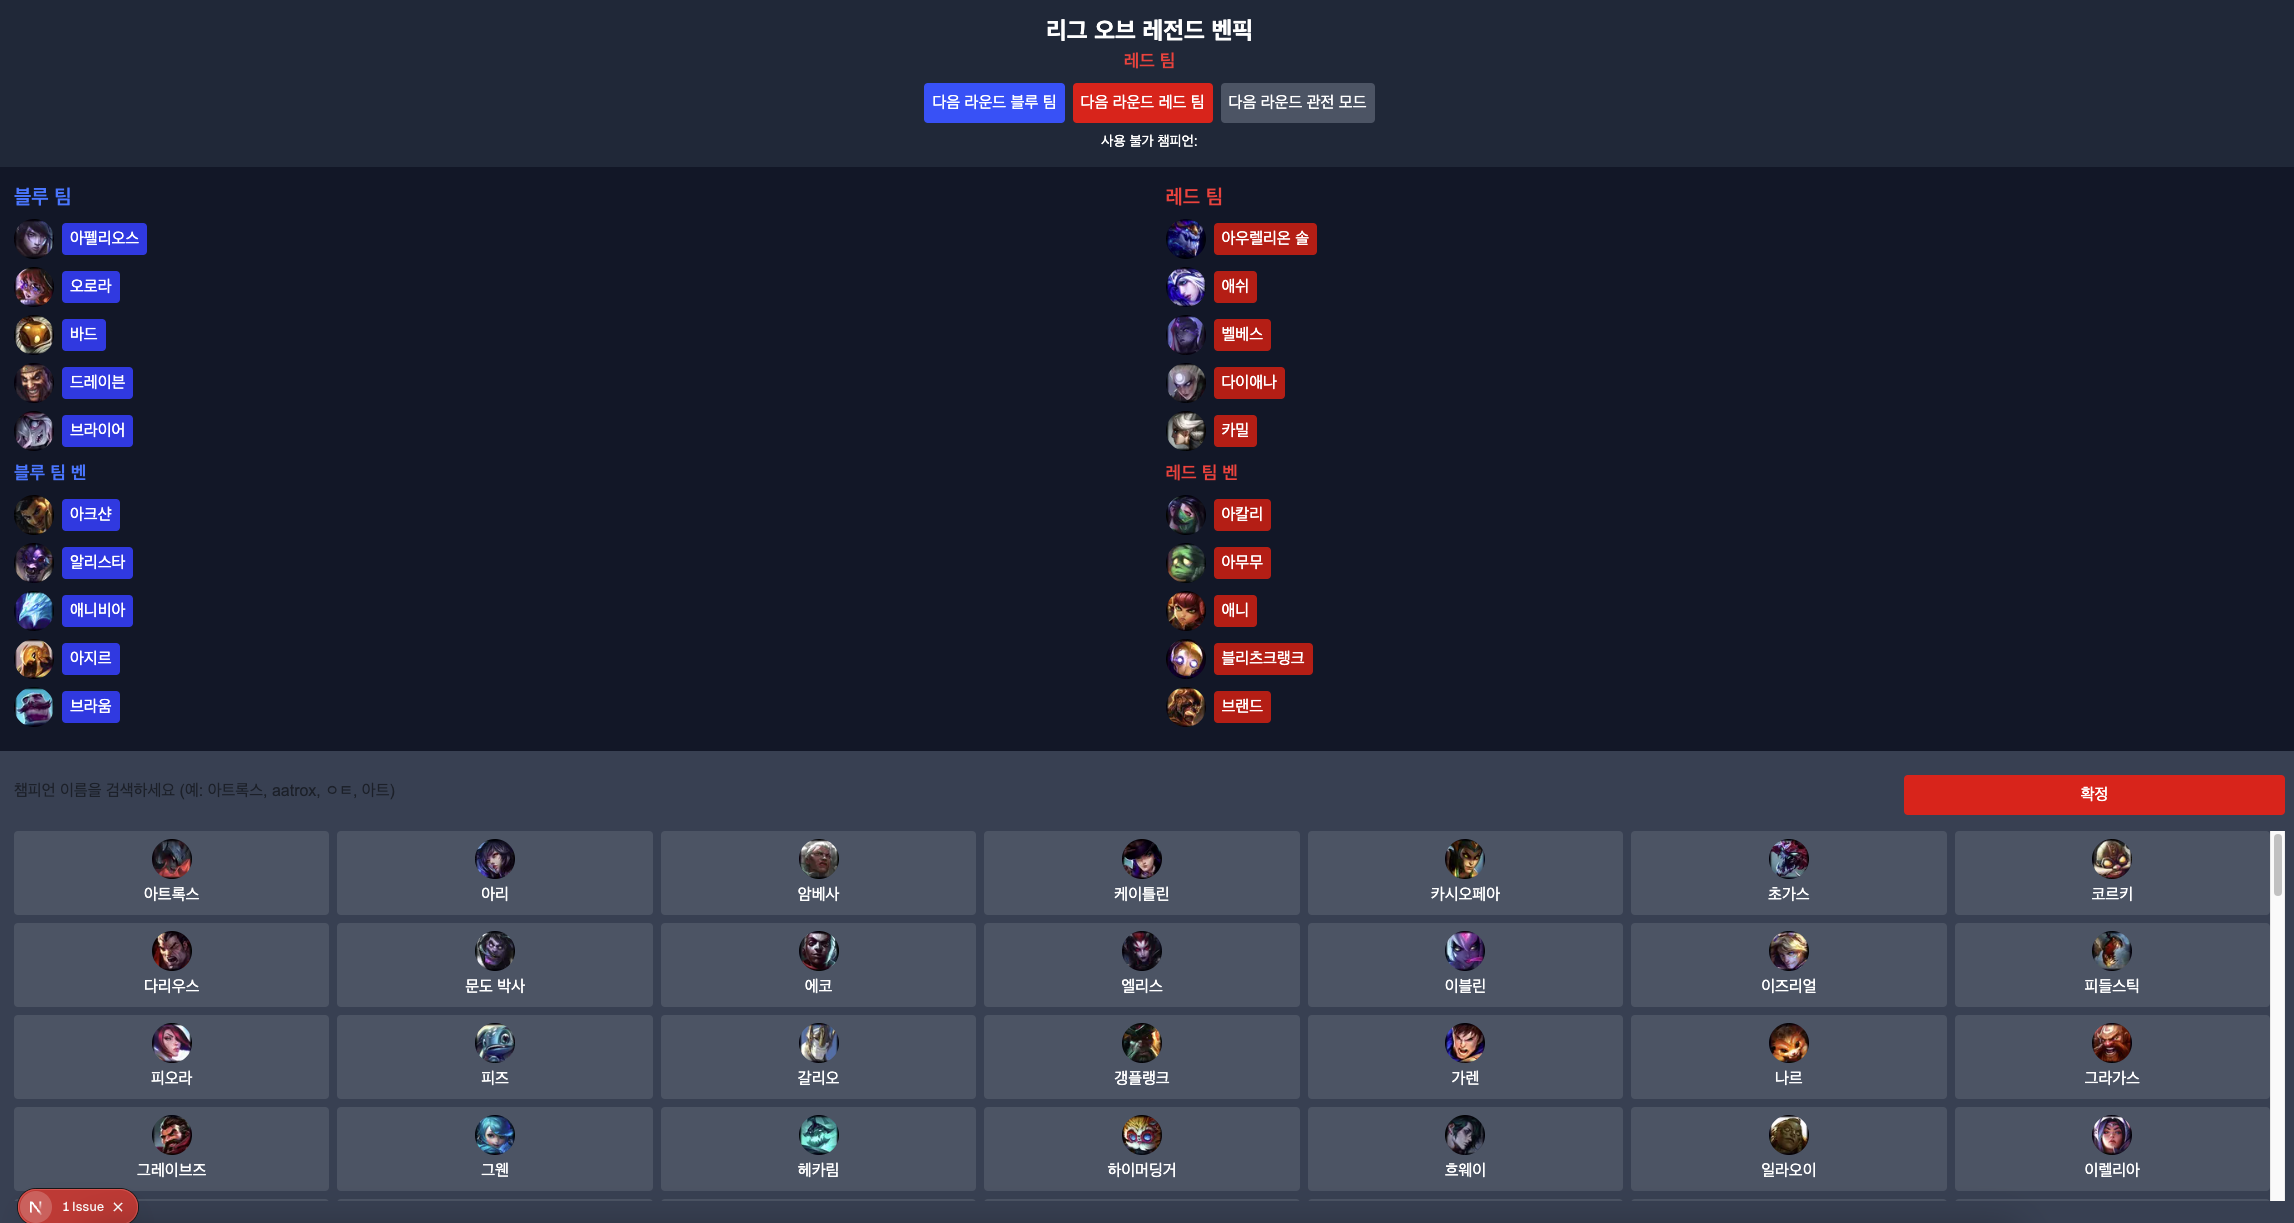 리그 오브 레전드 벤픽
레드 팀
다음 라운드 블루 팀
다음 라운드 레드 팀
다음 라운드 관전 모드
사용 불가 챔피언:
블루 팀
아펠리오스
오로라
바드
드레이븐
브라이어
블루 팀 벤
아크샨
알리스타
애니비아
아지르
브라움
레드 팀
아우렐리온 솔
애쉬
벨베스
다이애나
카밀
레드 팀 벤
아칼리
아무무
애니
블리츠크랭크
브랜드
챔피언 이름을 검색하세요 (예: 아트록스, aatrox, ㅇㅌ, 아트)
확정
아트록스
아리
암베사
케이틀린
카시오페아
초가스
코르키
다리우스
문도 박사
에코
엘리스
이블린
이즈리얼
피들스틱
피오라
피즈
갈리오
갱플랭크
가렌
나르
그라가스
그레이브즈
그웬
헤카림
하이머딩거
흐웨이
일라오이
이렐리아
N 1 Issue